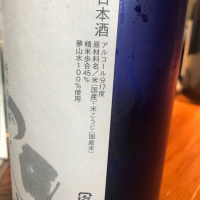 日本酒
アルコール分17度
原材料名／米(国産)・米こうじ(国産米)
精米歩合45%
夢山水100%使用